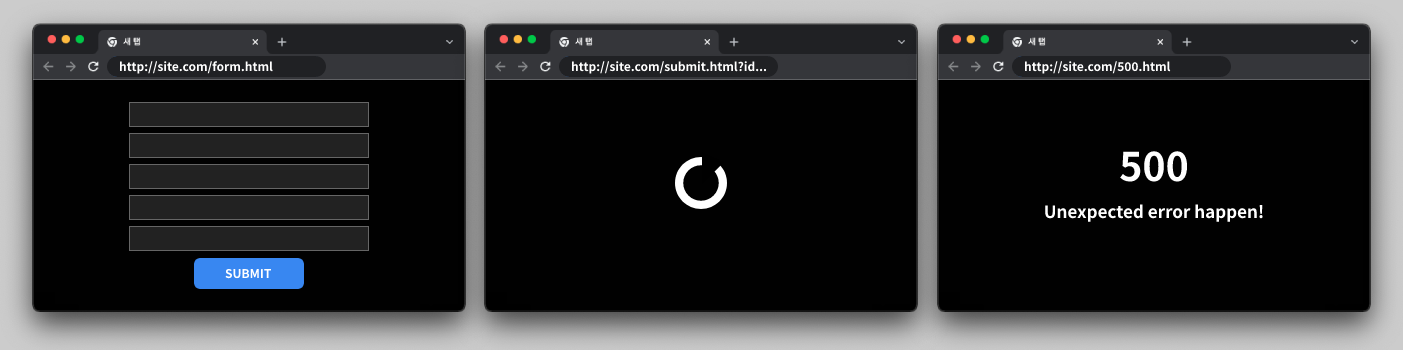 새 탭
http://site.com/form.html
SUBMIT
새 탭
http://site.com/submit.html?id...
새 탭
http://site.com/500.html
500
Unexpected error happen!